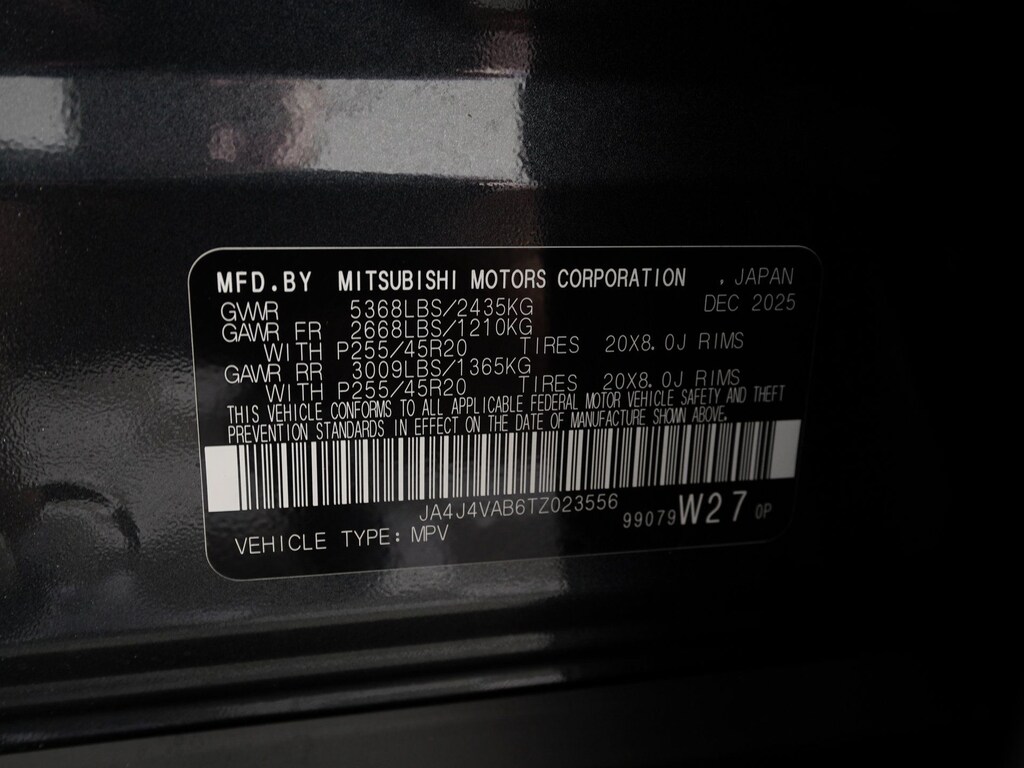 MFD.BY MITSUBISHI MOTORS CORPORATION , JAPAN
GVWR 5368LBS/2435KG DEC 2025
GAWR FR 2668LBS/1210KG
WITH P255/45R20 TIRES 20X8.0J RIMS
GAWR RR 3009LBS/1365KG
WITH P255/45R20 TIRES 20X8.0J RIMS
THIS VEHICLE CONFORMS TO ALL APPLICABLE FEDERAL MOTOR VEHICLE SAFETY AND THEFT
PREVENTION STANDARDS IN EFFECT ON THE DATE OF MANUFACTURE SHOWN ABOVE.
JA4J4VAB6TZ023556
99079 W27 0P
VEHICLE TYPE: MPV